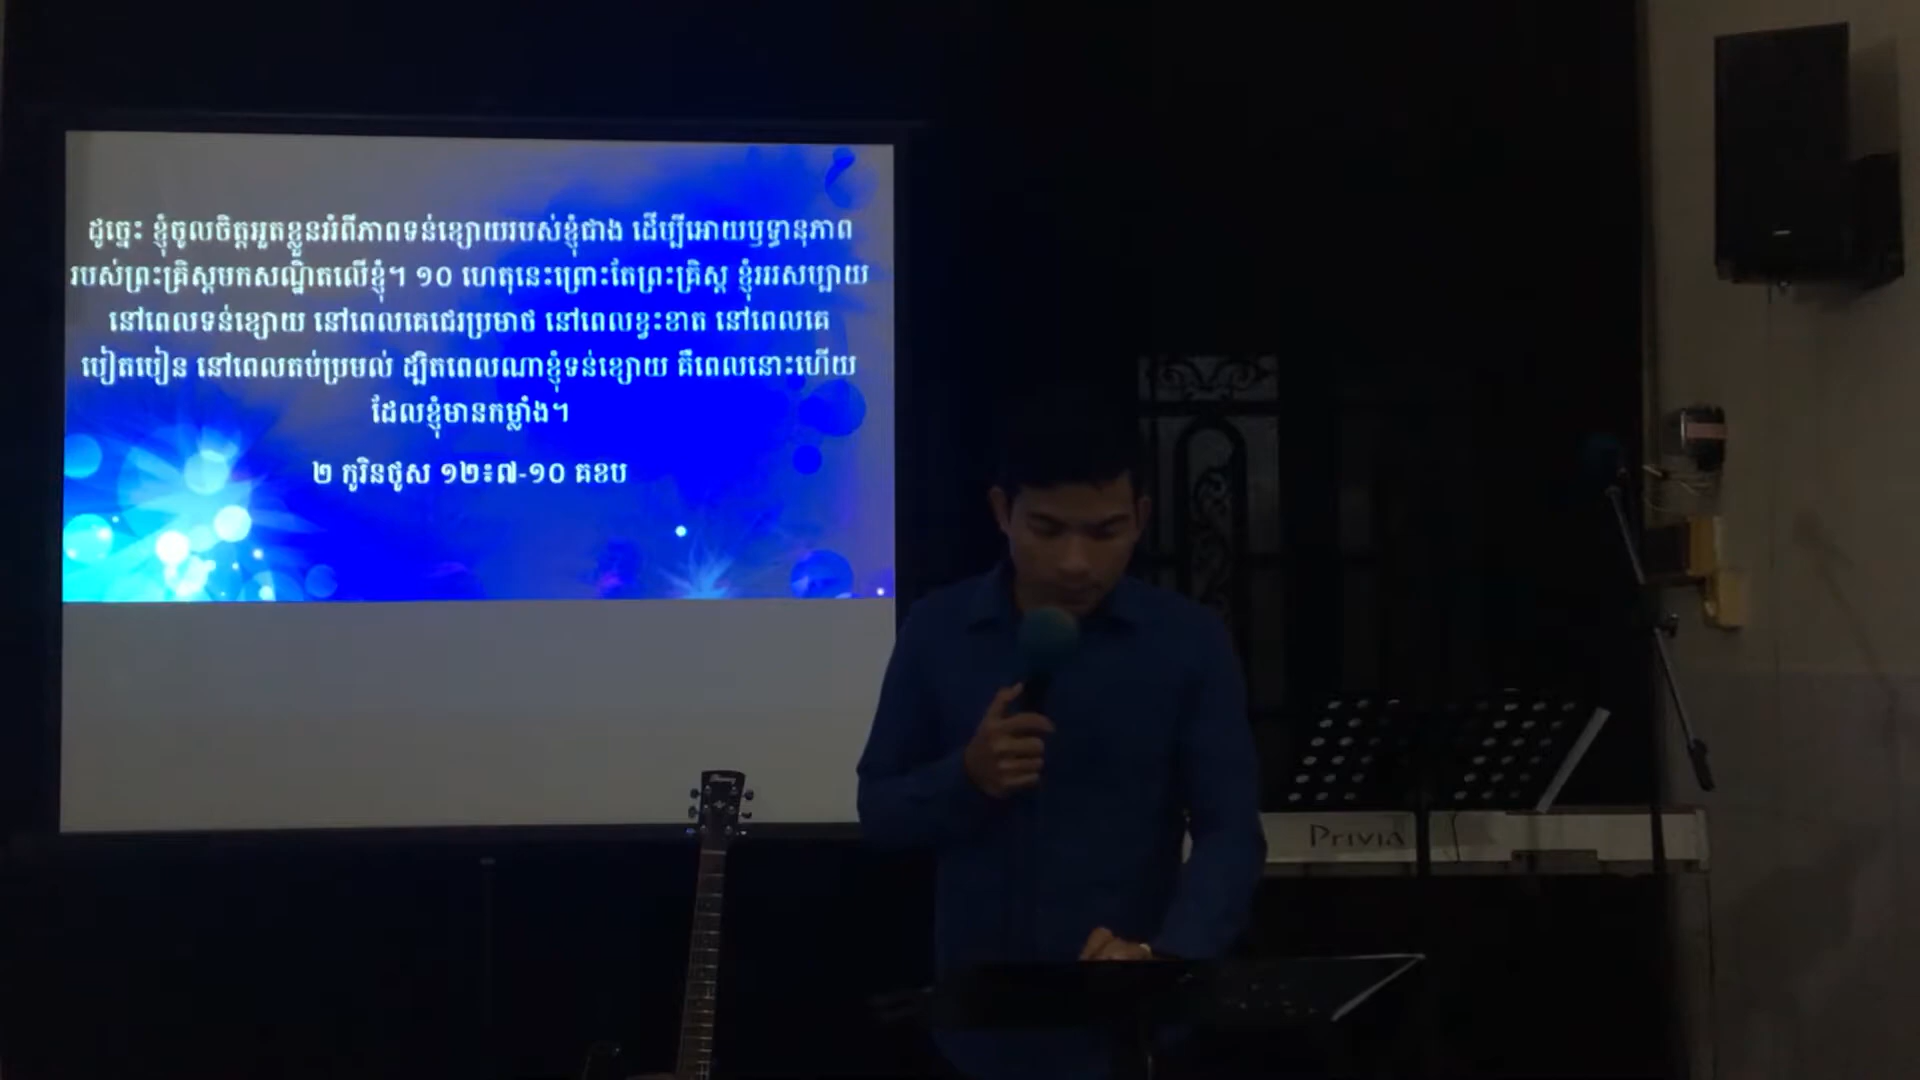 ដូច្នេះ ខ្ញុំចូលចិត្តអួតខ្លួនអំពីភាពទន់ខ្សោយរបស់ខ្ញុំជាង ដើម្បីអោយឫទ្ធានុភាព
របស់ព្រះគ្រិស្តមកសណ្ឋិតលើខ្ញុំ។ ១០ ហេតុនេះព្រោះតែព្រះគ្រិស្ត ខ្ញុំអរសប្បាយ
នៅពេលទន់ខ្សោយ នៅពេលគេជេរប្រមាថ នៅពេលខ្វះខាត នៅពេលគេ
បៀតបៀន នៅពេលតប់ប្រមល់ ដ្បិតពេលណាខ្ញុំទន់ខ្សោយ គឺពេលនោះហើយ
ដែលខ្ញុំមានកម្លាំង។
២ កូរិនថូស ១២៖៧-១០ គខប
Privia